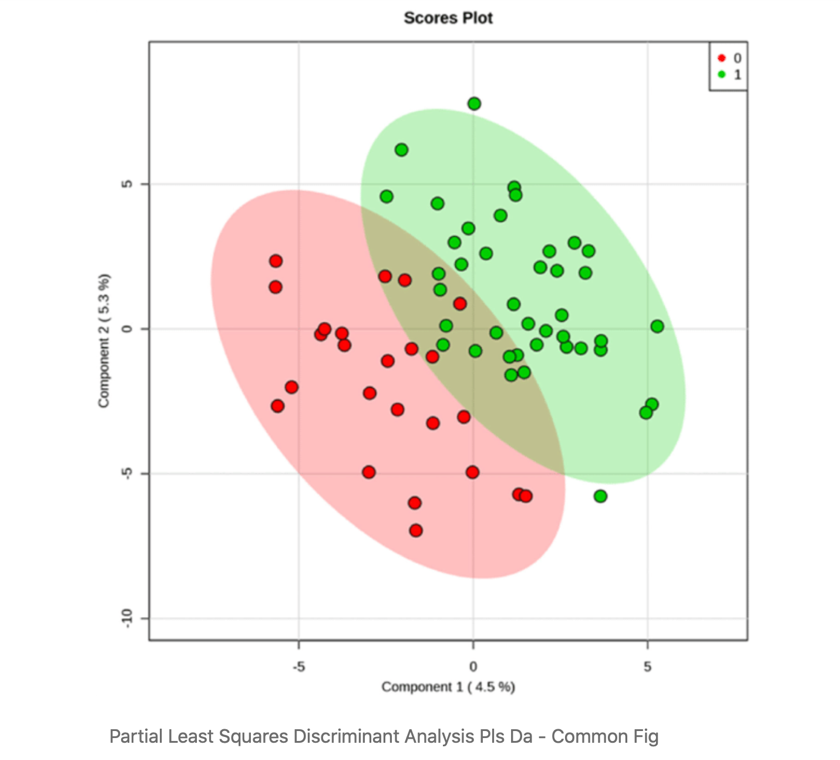 Scores Plot
0
1
Component 2 ( 5.3 %)
5
0
-5
-10
-5
0
5
Component 1 ( 4.5 %)
Partial Least Squares Discriminant Analysis Pls Da - Common Fig